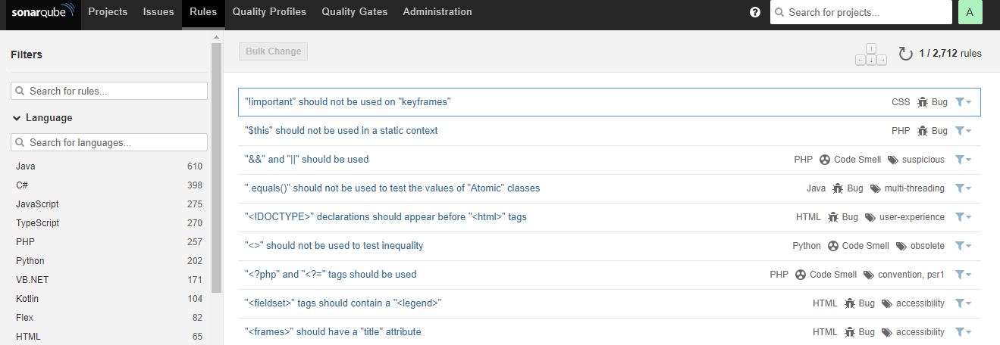 sonarqube Projects Issues Rules Quality Profiles Quality Gates Administration ? Search for projects... A
Filters
Search for rules...
Language
Search for languages...
Java 610
C# 398
JavaScript 275
TypeScript 270
PHP 257
Python 202
VB.NET 171
Kotlin 104
Flex 82
HTML 65
Bulk Change ↑ ← ↓ → 1 / 2,712 rules
"!important" should not be used on "keyframes" CSS Bug
"$this" should not be used in a static context PHP Bug
"&&" and "||" should be used PHP Code Smell suspicious
".equals()" should not be used to test the values of "Atomic" classes Java Bug multi-threading
"<!DOCTYPE>" declarations should appear before "<html>" tags HTML Bug user-experience
"<>" should not be used to test inequality Python Code Smell obsolete
"<?php" and "<?=" tags should be used PHP Code Smell convention, psr1
"<fieldset>" tags should contain a "<legend>" HTML Bug accessibility
"<frames>" should have a "title" attribute HTML Bug accessibility